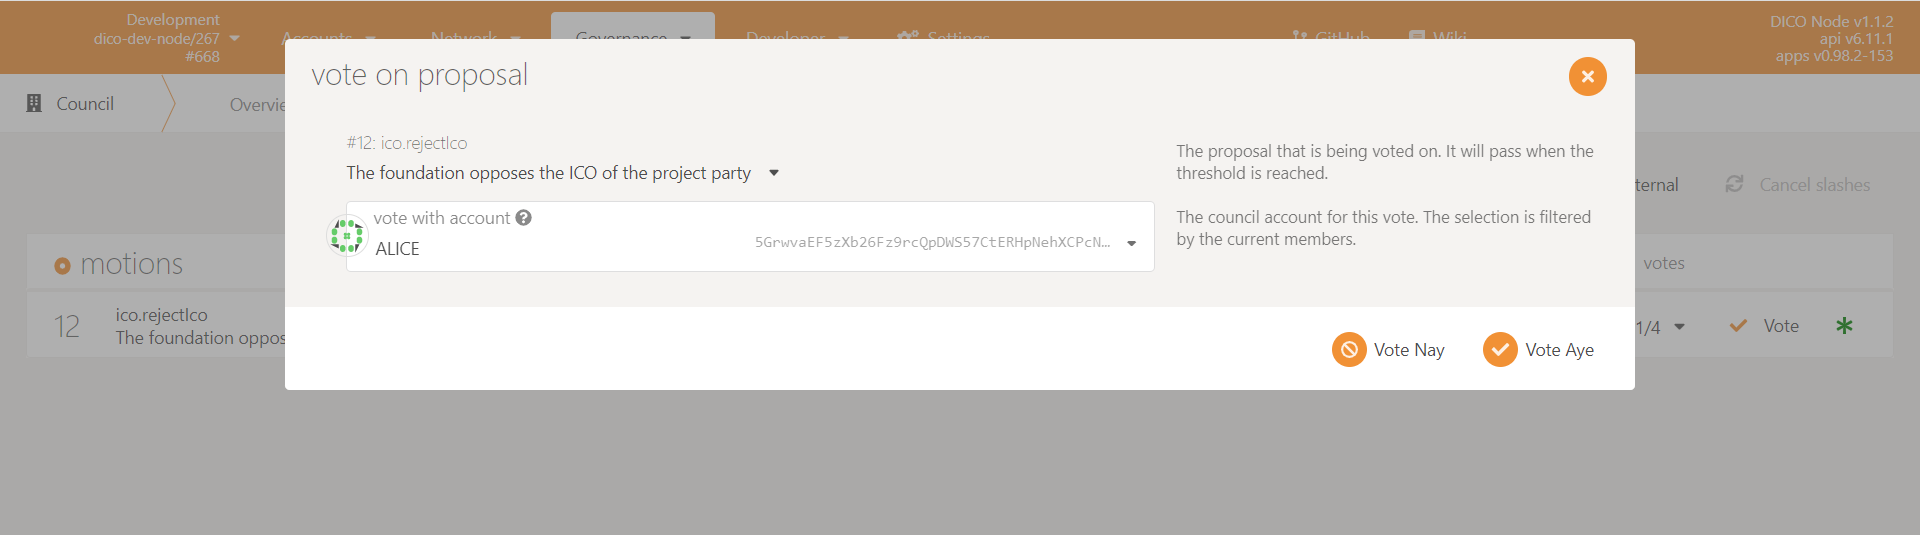 Development
dico-dev-node/267
#668
Accounts
Network
Governance
Developer
Settings
GitHub
Wiki
DICO Node v1.1.2
api v6.11.1
apps v0.98.2-153
Council
Overvie
vote on proposal
#12: ico.rejectIco
The foundation opposes the ICO of the project party
vote with account
ALICE
5GrwvaEF5zXb26Fz9rcQpDWS57CtERHpNehXCPcN…
The proposal that is being voted on. It will pass when the
threshold is reached.
The council account for this vote. The selection is filtered
by the current members.
Vote Nay
Vote Aye
ternal
Cancel slashes
motions
votes
12
ico.rejectIco
The foundation oppos
1/4
Vote